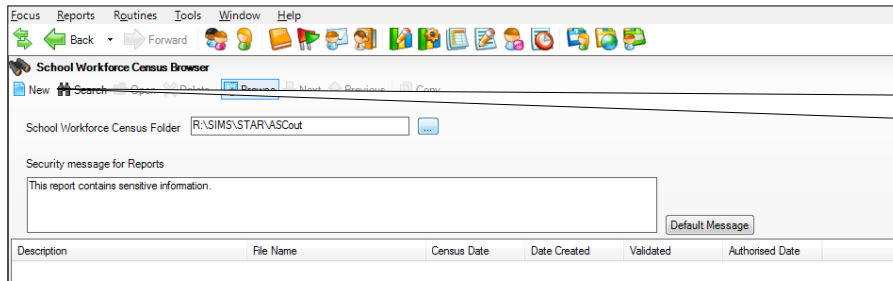 Focus Reports Routines Tools Window Help
Back Forward
School Workforce Census Browser
New Search Open Delete Browse Next Previous Copy
School Workforce Census Folder R:\SIMS\STAR\ASCout ...
Security message for Reports
This report contains sensitive information.
Default Message
Description File Name Census Date Date Created Validated Authorised Date